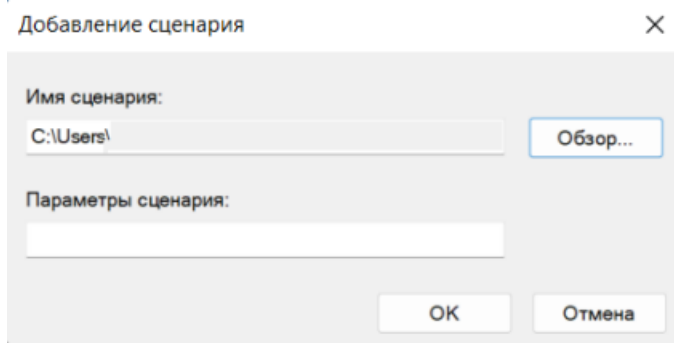 Добавление сценария
Имя сценария:
C:\Users\
Обзор...
Параметры сценария:
OK
Отмена